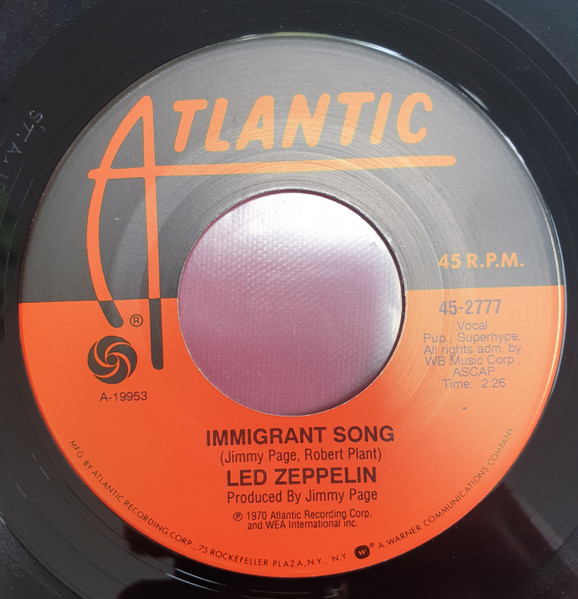 ATLANTIC
45 R.P.M.
®
45-2777
Vocal
Pub., Superhype,
All rights adm. by
WB Music Corp.,
ASCAP
Time: 2:26
A-19953
IMMIGRANT SONG
(Jimmy Page, Robert Plant)
LED ZEPPELIN
Produced By Jimmy Page
℗ 1970 Atlantic Recording Corp.
and WEA International Inc.
MFG BY ATLANTIC RECORDING CORP., 75 ROCKEFELLER PLAZA, N.Y., N.Y. A WARNER COMMUNICATIONS COMPANY